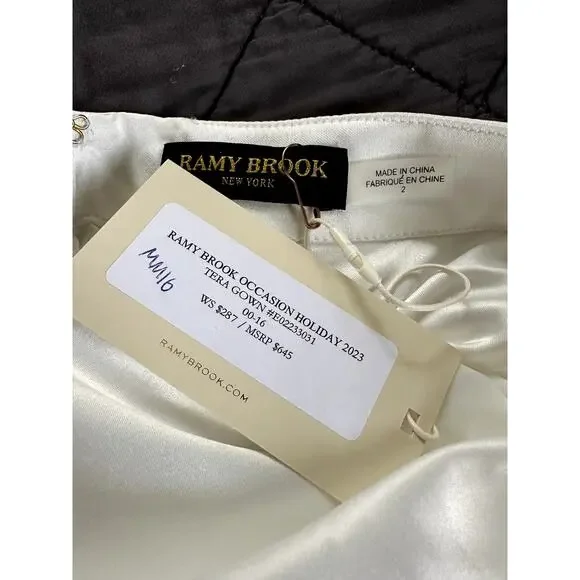 RAMY BROOK
NEW YORK
MADE IN CHINA
FABRIQUÉ EN CHINE
2
RAMY BROOK OCCASION HOLIDAY 2023
TERA GOWN #E02233031
00-16
WS $287 / MSRP $645
RAMYBROOK.COM